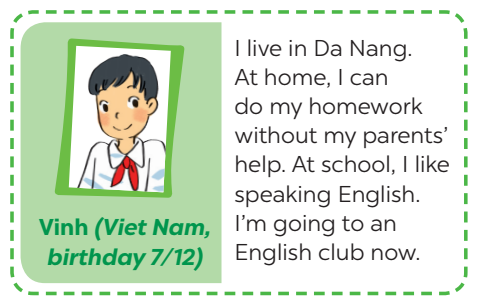 Vinh (Viet Nam,
birthday 7/12)
I live in Da Nang.
At home, I can
do my homework
without my parents’
help. At school, I like
speaking English.
I’m going to an
English club now.